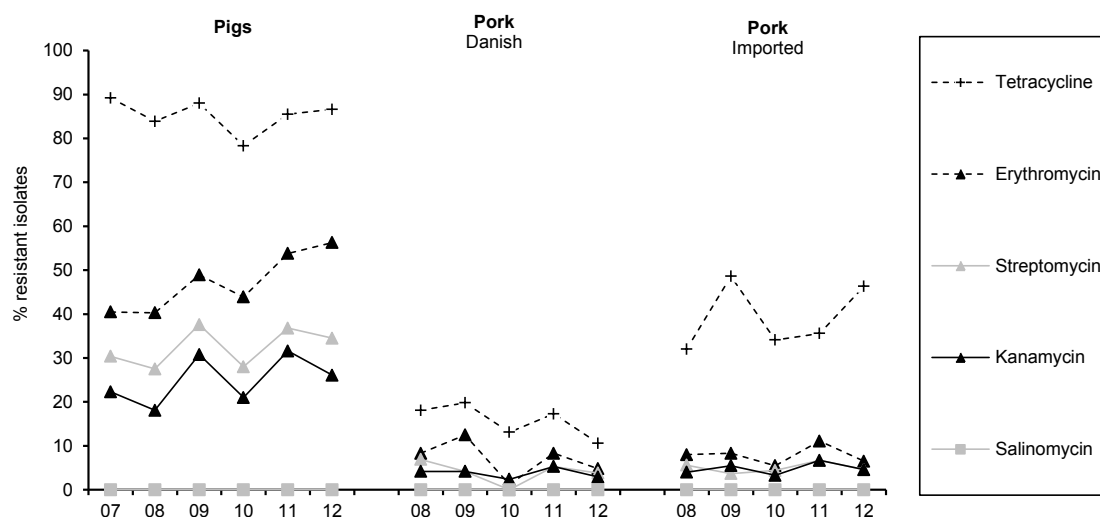 Pigs
Pork
Danish
Pork
Imported
% resistant isolates
100
90
80
70
60
50
40
30
20
10
0
07 08 09 10 11 12 08 09 10 11 12 08 09 10 11 12
Tetracycline
Erythromycin
Streptomycin
Kanamycin
Salinomycin